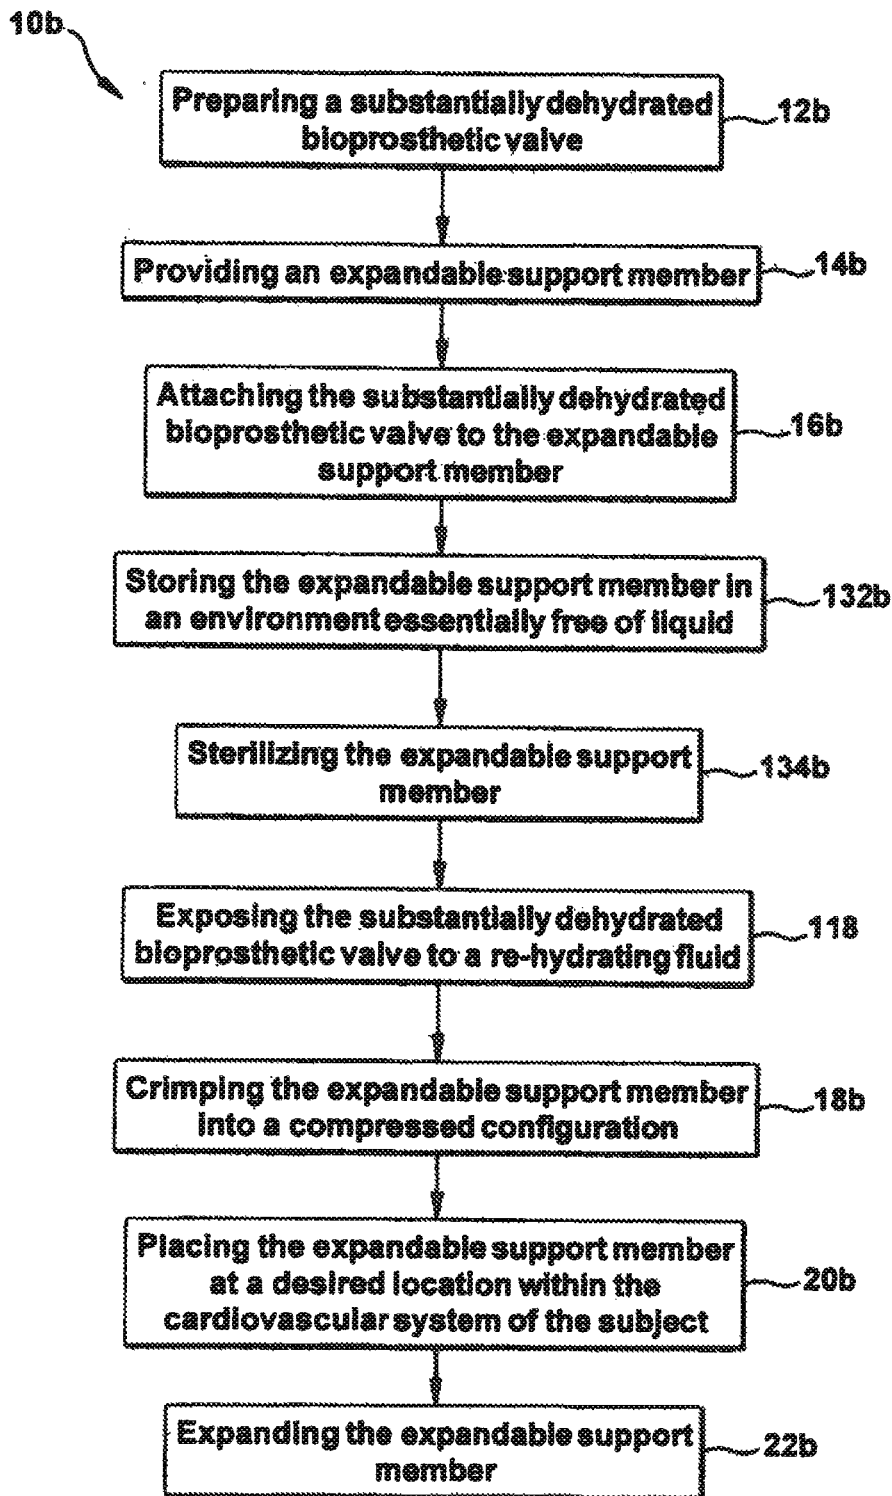 10b
Preparing a substantially dehydrated
bioprosthetic valve
12b
Providing an expandable support member
14b
Attaching the substantially dehydrated
bioprosthetic valve to the expandable
support member
16b
Storing the expandable support member in
an environment essentially free of liquid
132b
Sterilizing the expandable support
member
134b
Exposing the substantially dehydrated
bioprosthetic valve to a re-hydrating fluid
118
Crimping the expandable support member
into a compressed configuration
18b
Placing the expandable support member
at a desired location within the
cardiovascular system of the subject
20b
Expanding the expandable support
member
22b